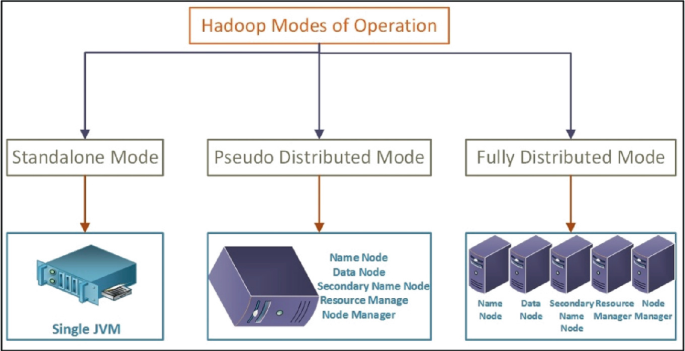 Hadoop Modes of Operation
Standalone Mode
Pseudo Distributed Mode
Fully Distributed Mode
Single JVM
Name Node
Data Node
Secondary Name Node
Resource Manage
Node Manager
Name
Node
Data
Node
Secondary
Name
Node
Resource
Manager
Node
Manager